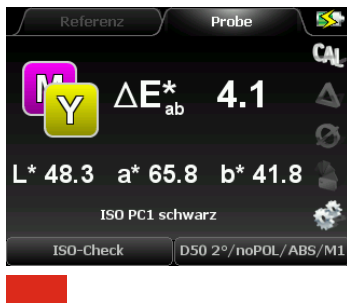 Referenz Probe
CAL
M
Y
ΔE*ab 4.1
L* 48.3 a* 65.8 b* 41.8
ISO PC1 schwarz
ISO-Check D50 2°/noPOL/ABS/M1